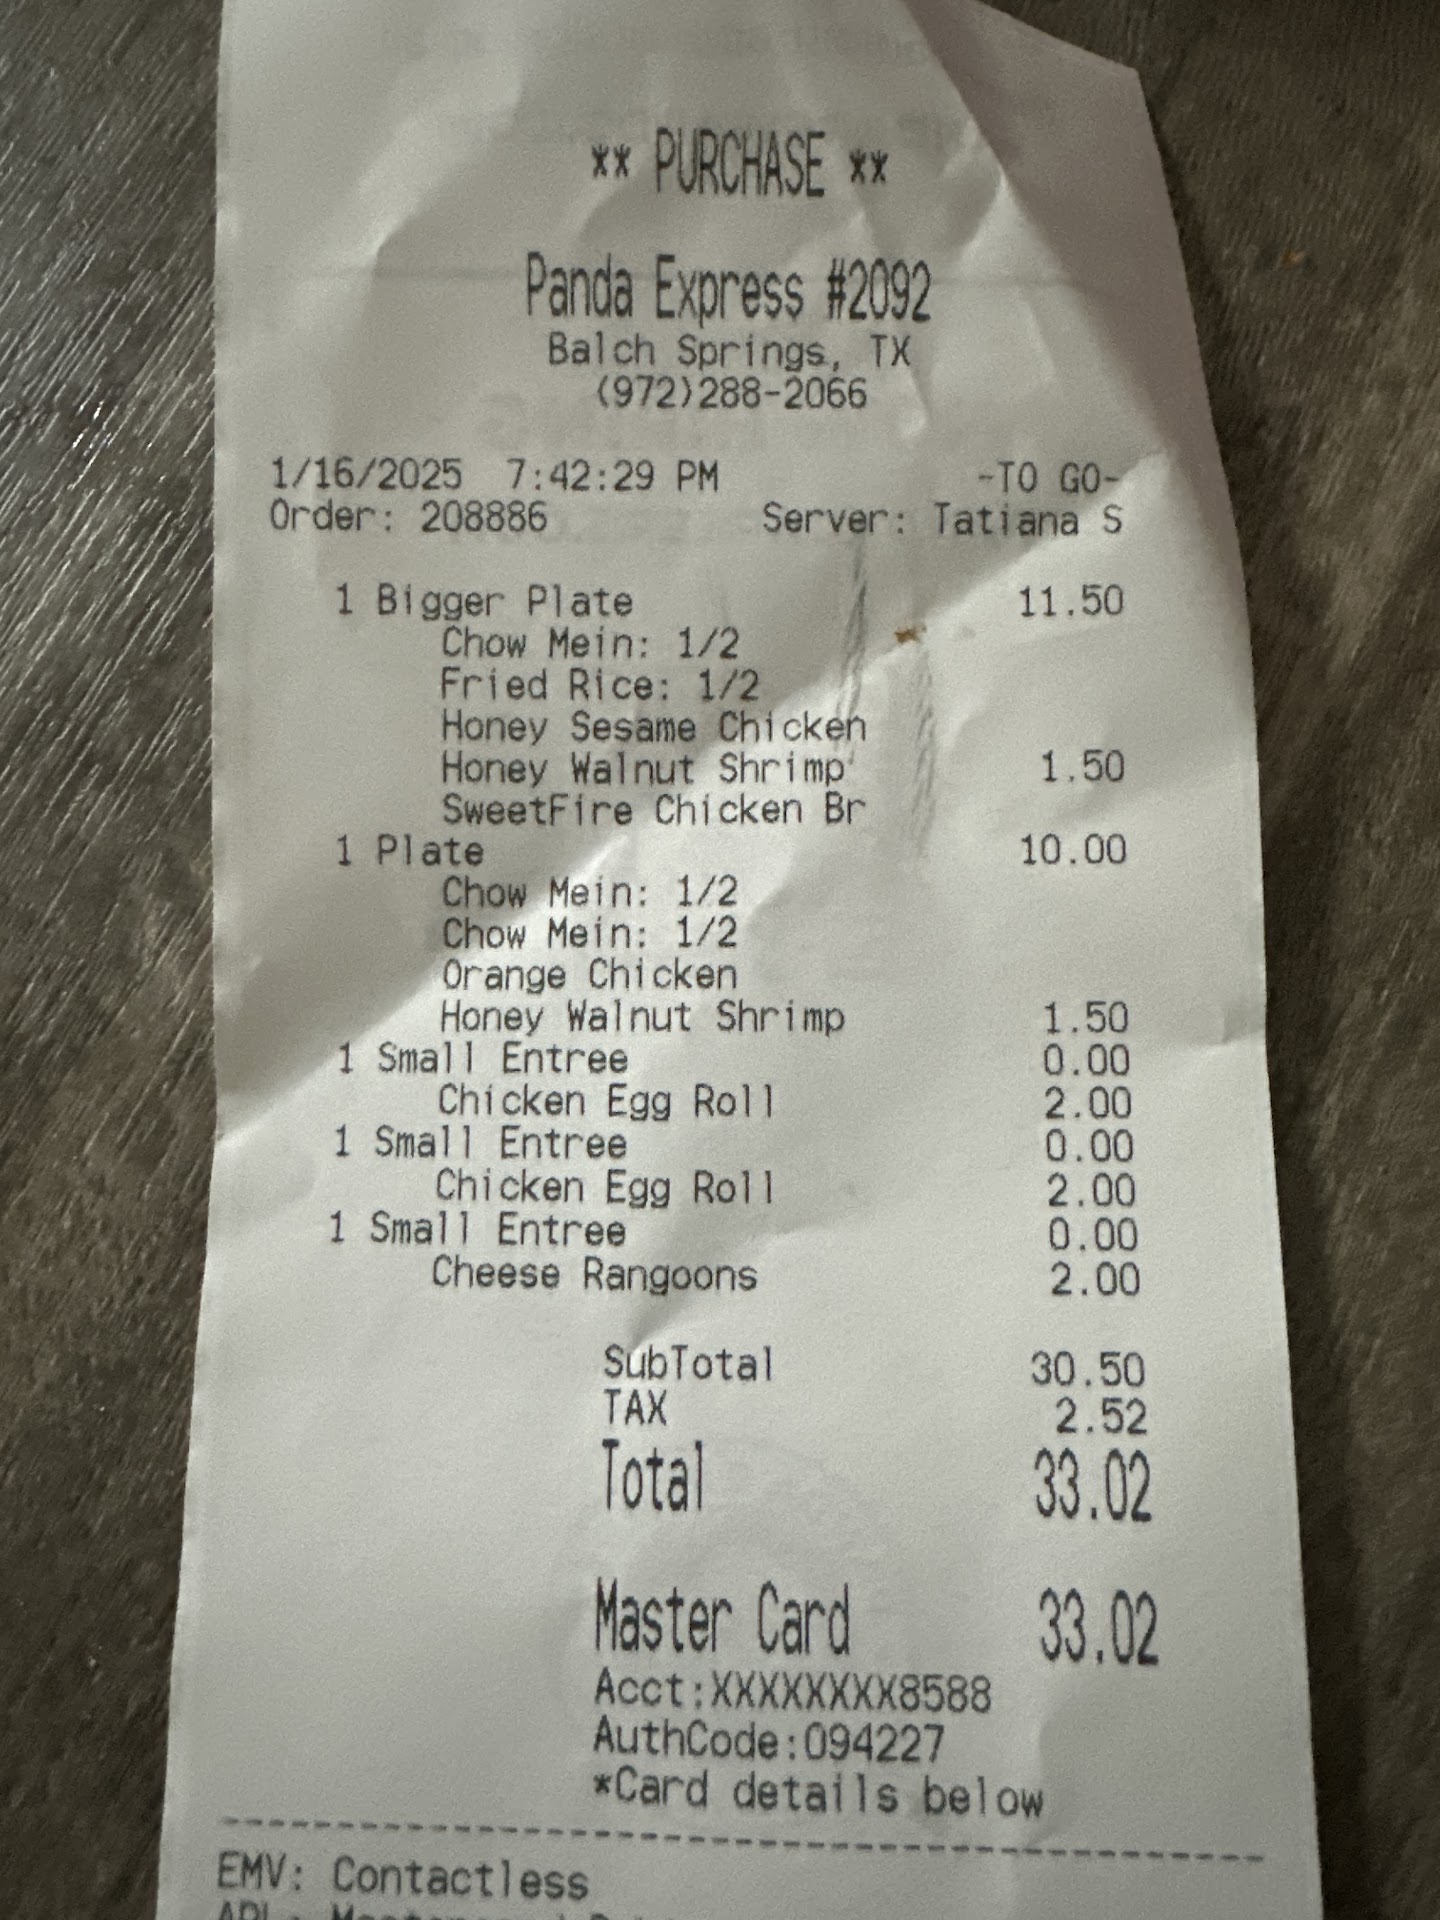 ** PURCHASE **
Panda Express #2092
Balch Springs, TX
(972)288-2066
1/16/2025 7:42:29 PM -TO GO-
Order: 208886 Server: Tatiana S
1 Bigger Plate 11.50
Chow Mein: 1/2
Fried Rice: 1/2
Honey Sesame Chicken
Honey Walnut Shrimp 1.50
SweetFire Chicken Br
1 Plate 10.00
Chow Mein: 1/2
Chow Mein: 1/2
Orange Chicken
Honey Walnut Shrimp 1.50
1 Small Entree 0.00
Chicken Egg Roll 2.00
1 Small Entree 0.00
Chicken Egg Roll 2.00
1 Small Entree 0.00
Cheese Rangoons 2.00
SubTotal 30.50
TAX 2.52
Total 33.02
Master Card 33.02
Acct:XXXXXXXX8588
AuthCode:094227
*Card details below
EMV: Contactless